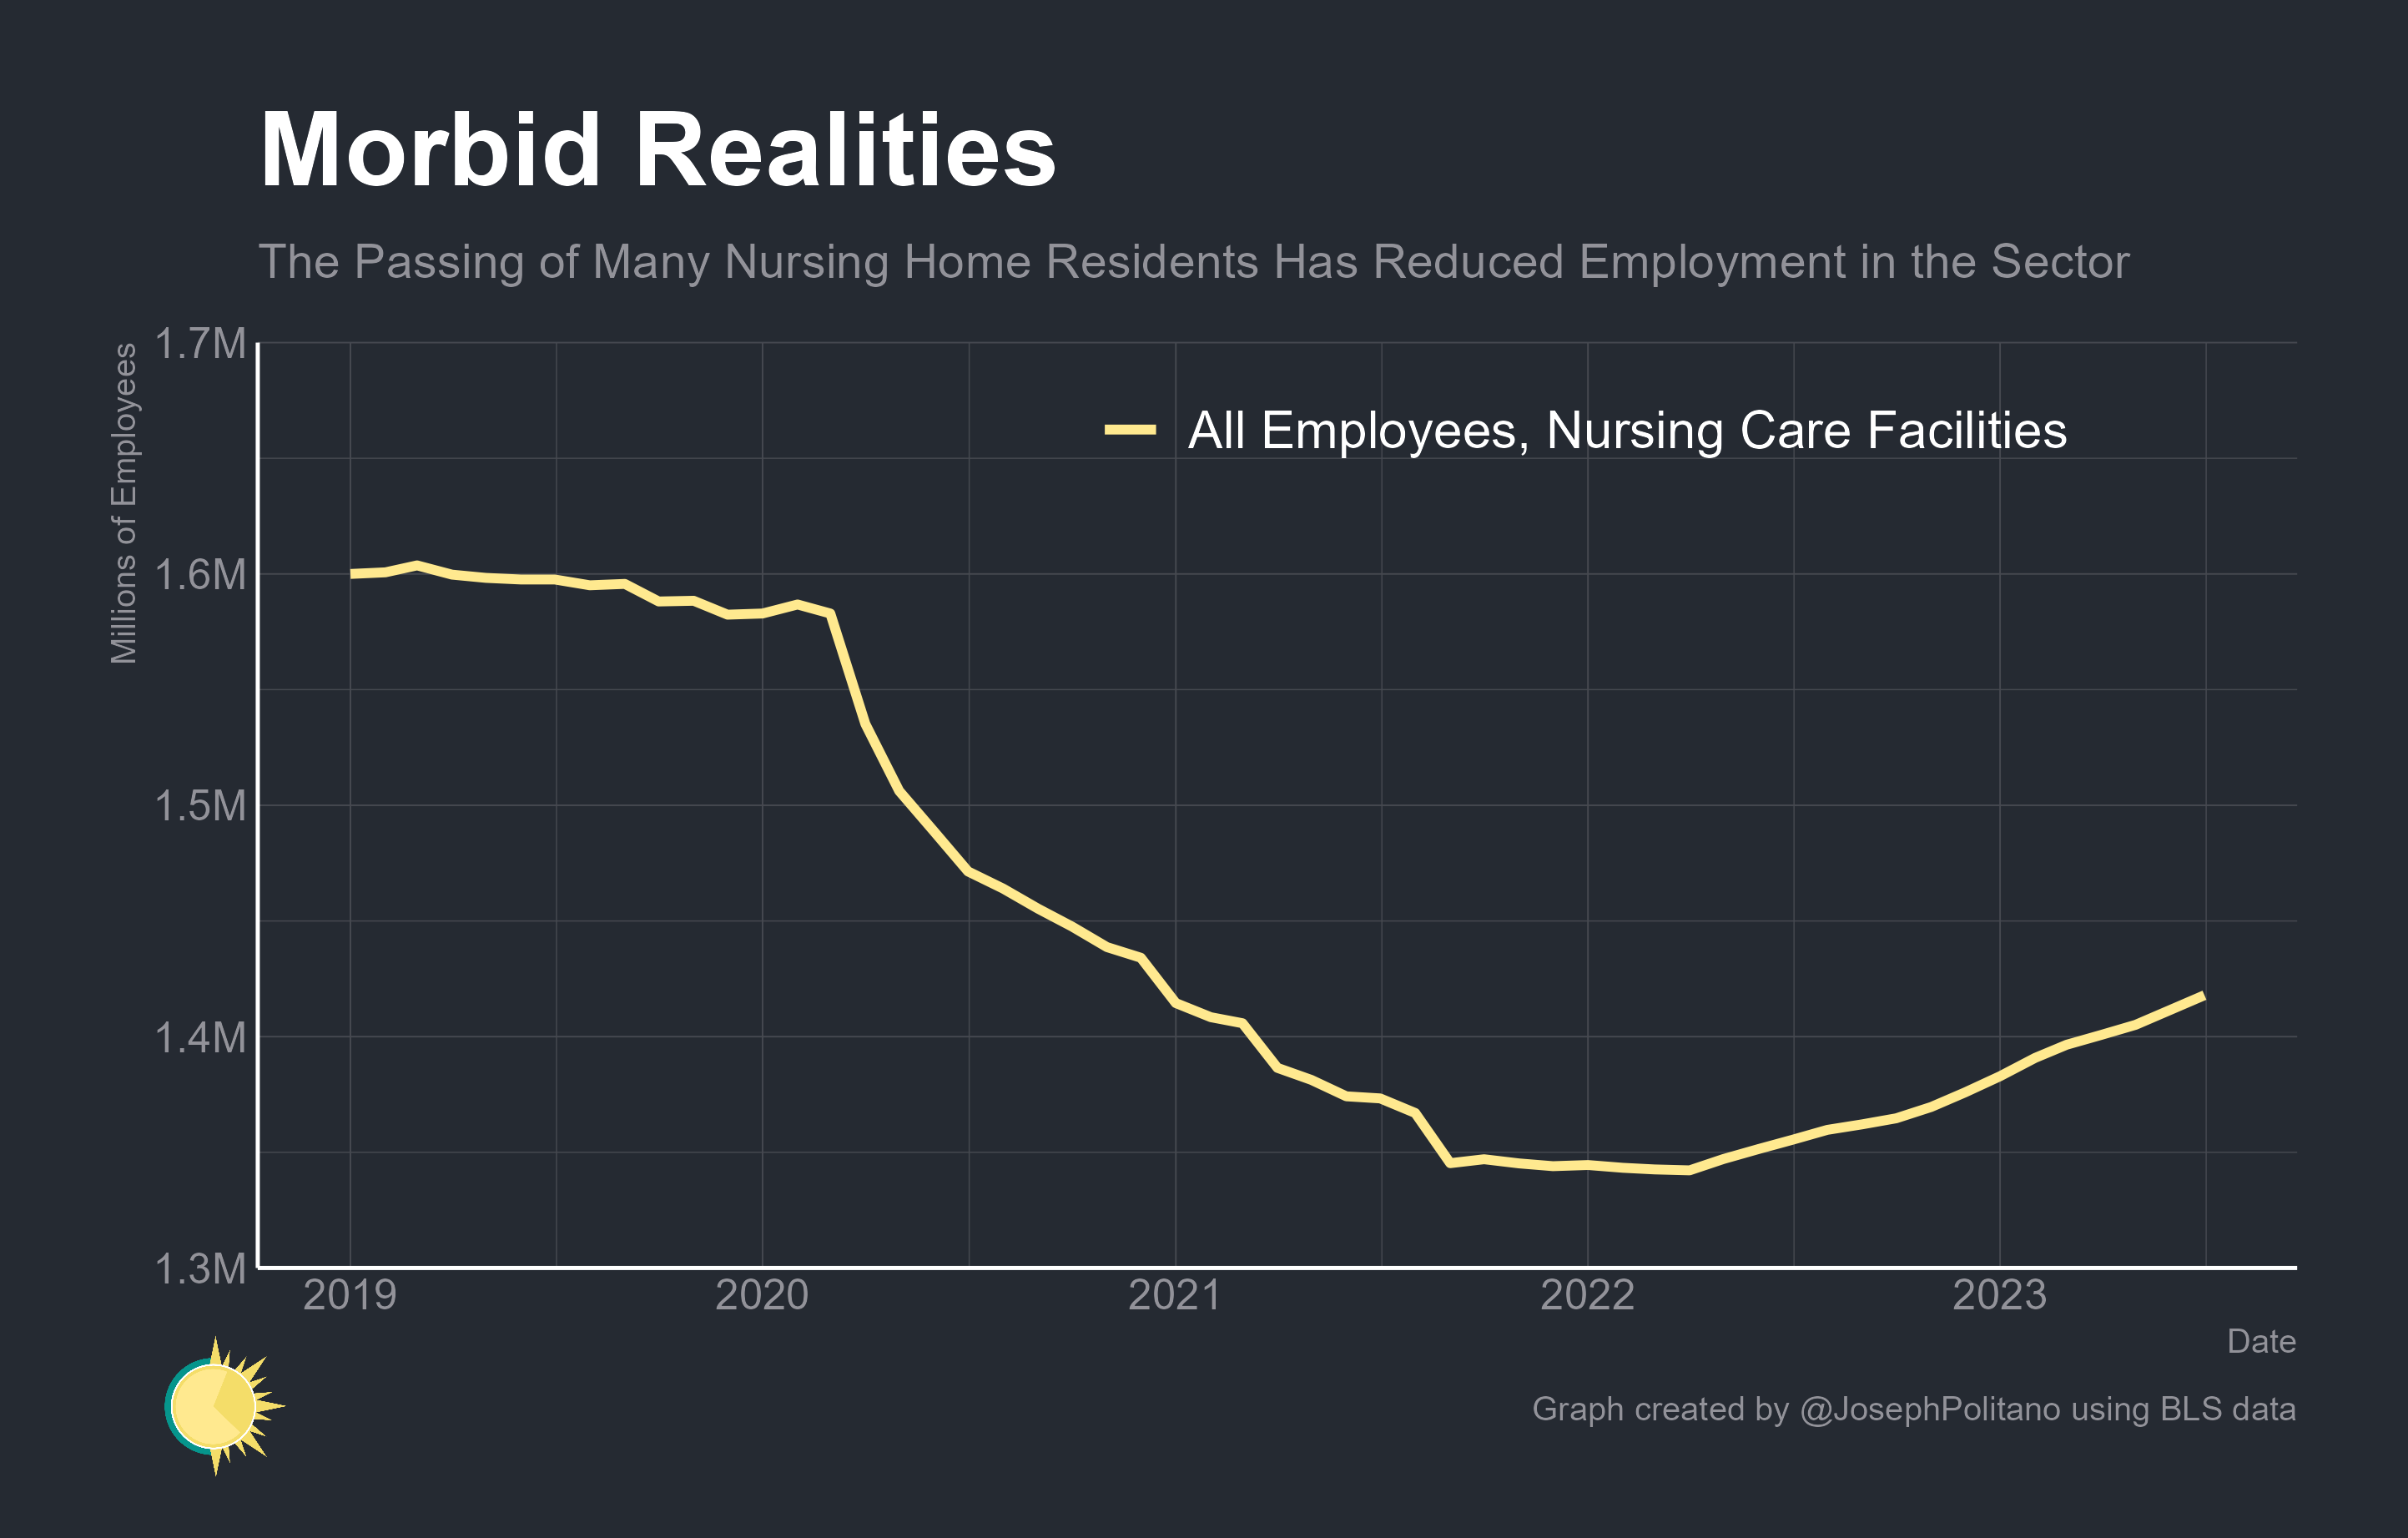 Morbid Realities
The Passing of Many Nursing Home Residents Has Reduced Employment in the Sector
Millions of Employees
1.7M
1.6M
1.5M
1.4M
1.3M
All Employees, Nursing Care Facilities
2019 2020 2021 2022 2023
Date
Graph created by @JosephPolitano using BLS data